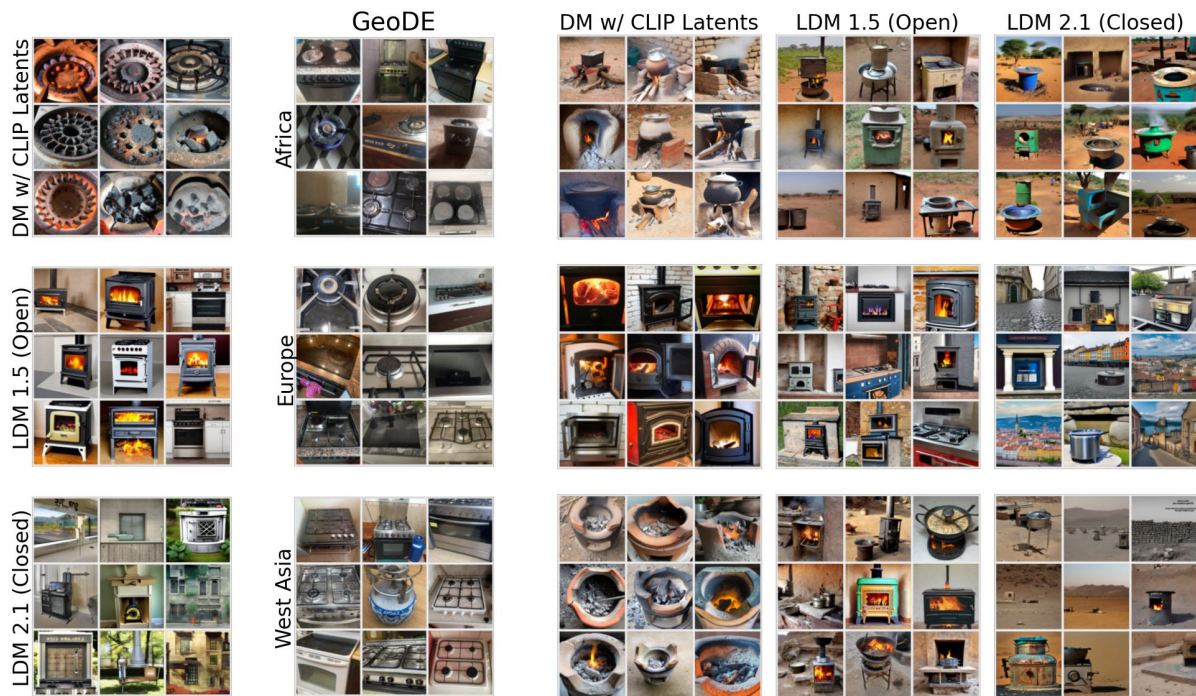 GeoDE
DM w/ CLIP Latents
LDM 1.5 (Open)
LDM 2.1 (Closed)
DM w/ CLIP Latents
Africa
LDM 1.5 (Open)
Europe
LDM 2.1 (Closed)
West Asia